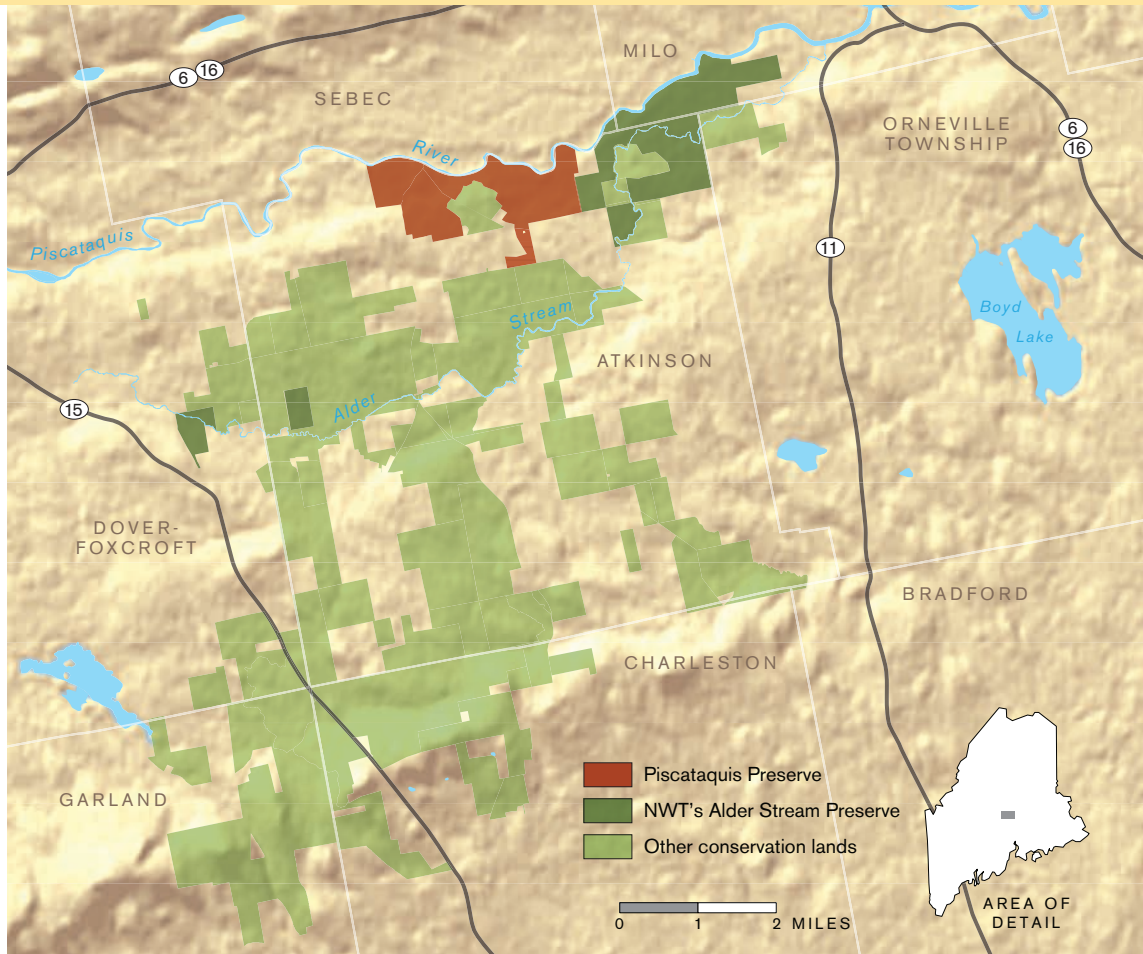 MILO
6 16
SEBEC
ORNEVILLE
TOWNSHIP
6
16
River
Piscataquis
11
Boyd
Lake
Stream
ATKINSON
Alder
15
DOVER-
FOXCROFT
BRADFORD
CHARLESTON
GARLAND
Piscataquis Preserve
NWT's Alder Stream Preserve
Other conservation lands
0 1 2 MILES
AREA OF
DETAIL